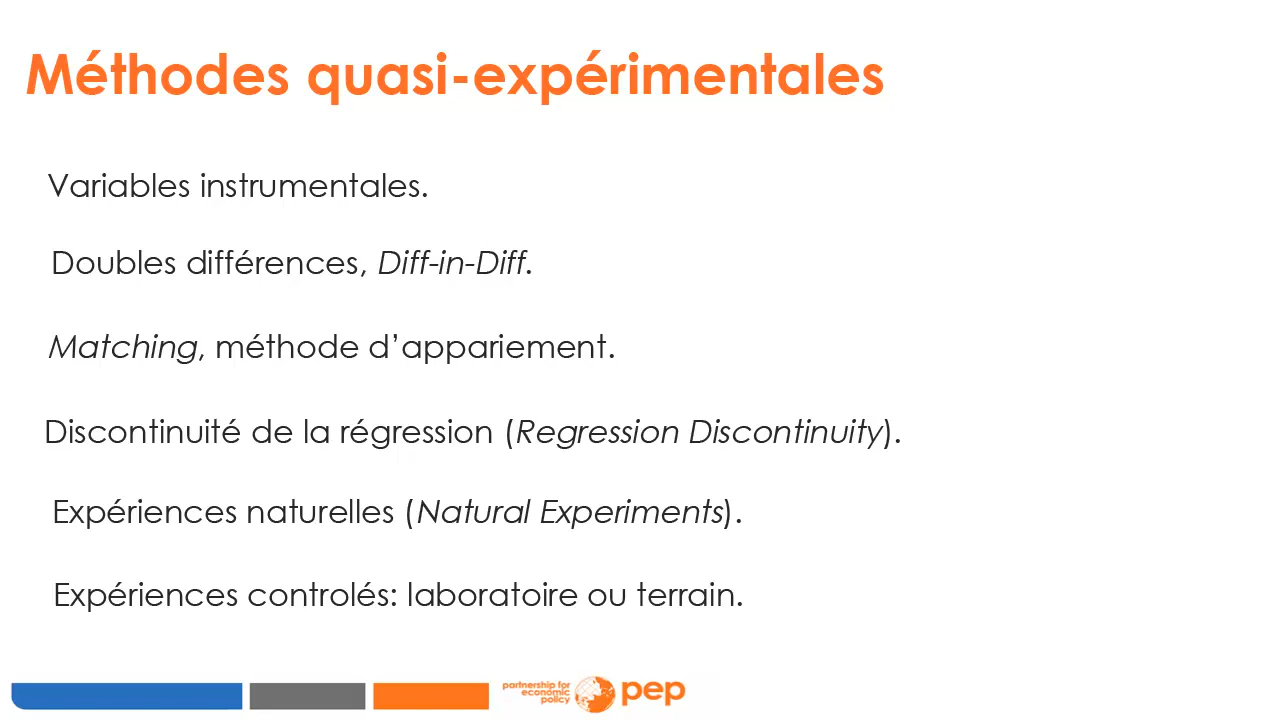 Méthodes quasi-expérimentales
Variables instrumentales.
Doubles différences, Diff-in-Diff.
Matching, méthode d’appariement.
Discontinuité de la régression (Regression Discontinuity).
Expériences naturelles (Natural Experiments).
Expériences controlés: laboratoire ou terrain.
partnership for
economic
policy
pep